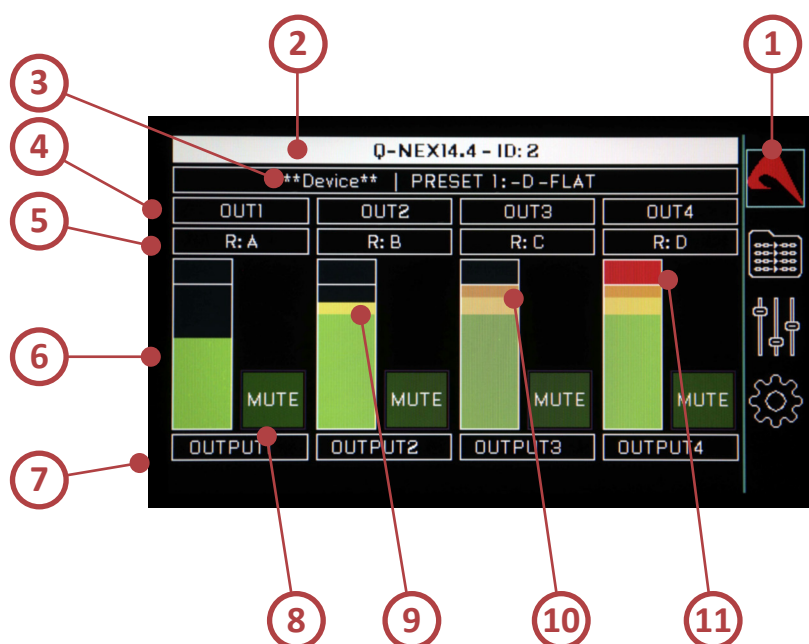 2
1
3
Q-NEX14.4 - ID: 2
**Device** | PRESET 1: -D -FLAT
4
OUT1 OUT2 OUT3 OUT4
5
R: A R: B R: C R: D
6
MUTE MUTE MUTE MUTE
OUTPUT1 OUTPUT2 OUTPUT3 OUTPUT4
7
8 9 10 11